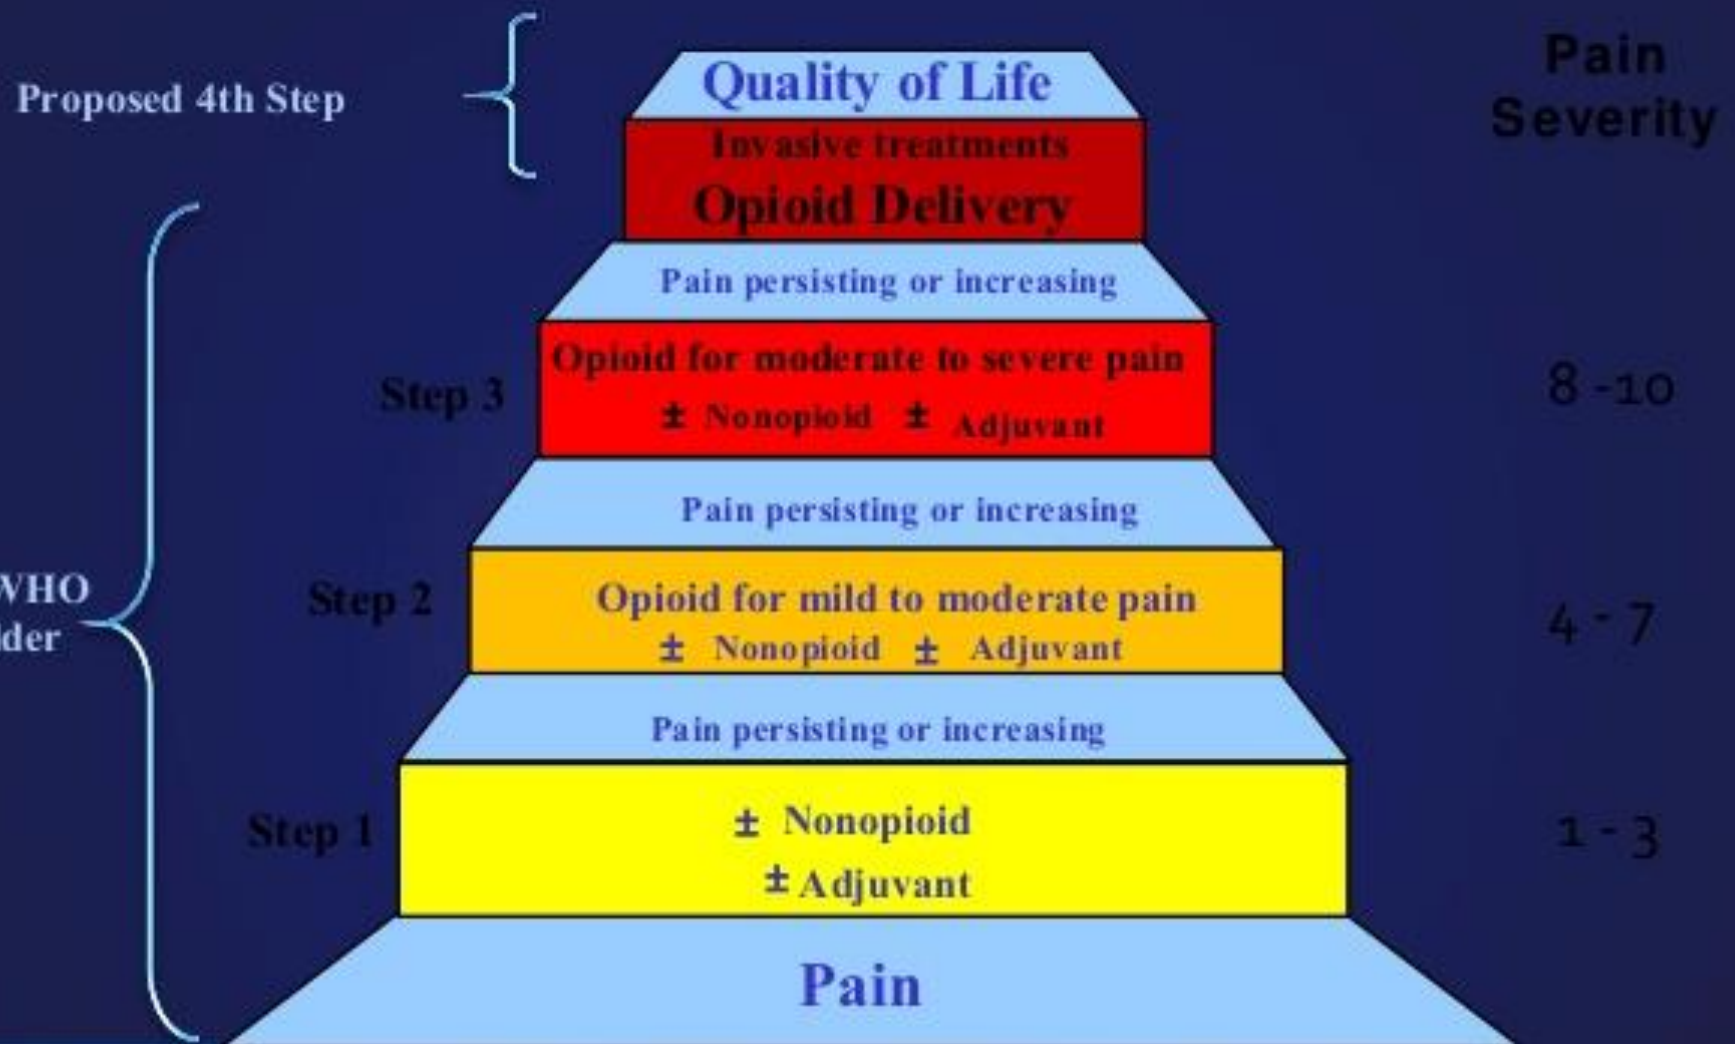 Pain
Severity
Proposed 4th Step
Quality of Life
Invasive treatments
Opioid Delivery
Pain persisting or increasing
Step 3
Opioid for moderate to severe pain
± Nonopioid ± Adjuvant
8 -10
Pain persisting or increasing
WHO
Step 2
Opioid for mild to moderate pain
± Nonopioid ± Adjuvant
4 - 7
Pain persisting or increasing
Step 1
± Nonopioid
± Adjuvant
1 - 3
Pain